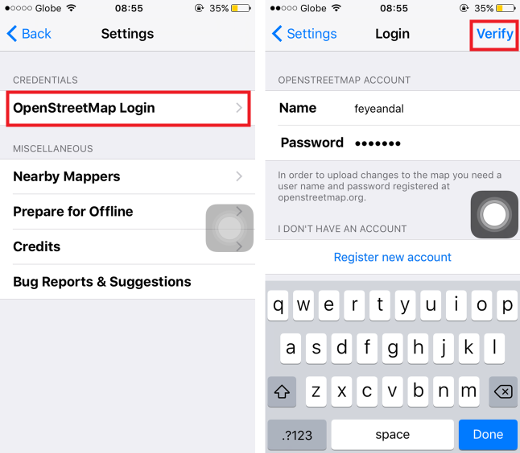 Globe 08:55 35%
Back Settings
CREDENTIALS
OpenStreetMap Login
MISCELLANEOUS
Nearby Mappers
Prepare for Offline
Credits
Bug Reports & Suggestions
Globe 08:55 35%
Settings Login Verify
OPENSTREETMAP ACCOUNT
Name feyeandal
Password •••••••
In order to upload changes to the map you need a
user name and password registered at
openstreetmap.org.
I DON'T HAVE AN ACCOUNT
Register new account
q w e r t y u i o p
a s d f g h j k l
z x c v b n m
.?123 space Done